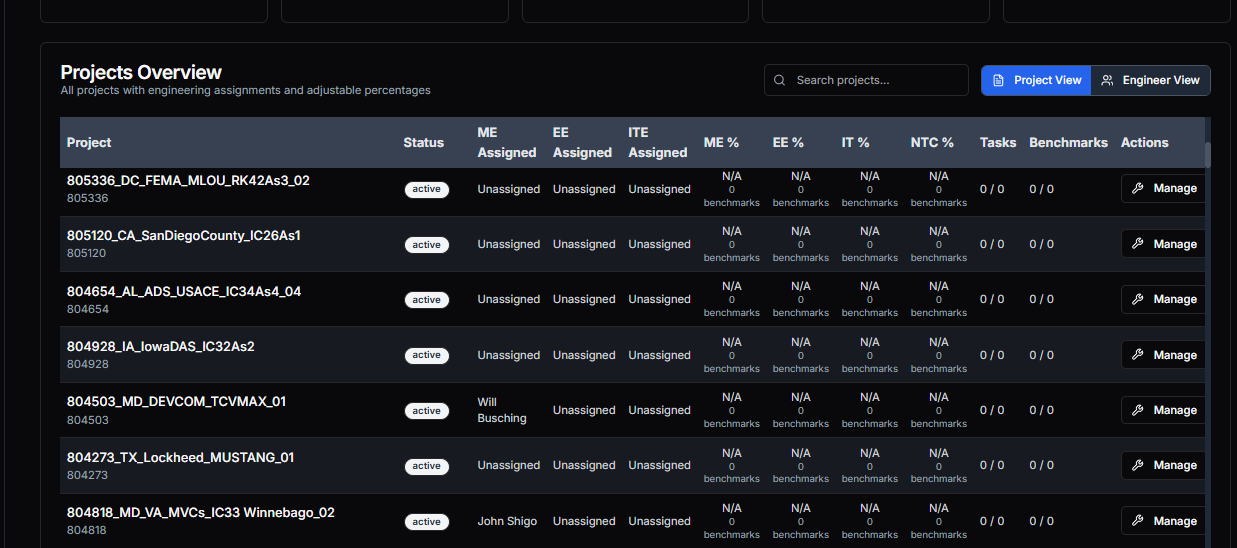 Projects Overview
All projects with engineering assignments and adjustable percentages
Search projects...
Project View
Engineer View
Project Status ME Assigned EE Assigned ITE Assigned ME % EE % IT % NTC % Tasks Benchmarks Actions
805336_DC_FEMA_MLOU_RK42As3_02
805336
active
Unassigned Unassigned Unassigned
N/A N/A N/A N/A
0 0 0 0
benchmarks benchmarks benchmarks benchmarks
0 / 0 0 / 0
Manage
805120_CA_SanDiegoCounty_IC26As1
805120
active
Unassigned Unassigned Unassigned
N/A N/A N/A N/A
0 0 0 0
benchmarks benchmarks benchmarks benchmarks
0 / 0 0 / 0
Manage
804654_AL_ADS_USACE_IC34As4_04
804654
active
Unassigned Unassigned Unassigned
N/A N/A N/A N/A
0 0 0 0
benchmarks benchmarks benchmarks benchmarks
0 / 0 0 / 0
Manage
804928_IA_IowaDAS_IC32As2
804928
active
Unassigned Unassigned Unassigned
N/A N/A N/A N/A
0 0 0 0
benchmarks benchmarks benchmarks benchmarks
0 / 0 0 / 0
Manage
804503_MD_DEVCOM_TCVMAX_01
804503
active
Will
Busching
Unassigned Unassigned
N/A N/A N/A N/A
0 0 0 0
benchmarks benchmarks benchmarks benchmarks
0 / 0 0 / 0
Manage
804273_TX_Lockheed_MUSTANG_01
804273
active
Unassigned Unassigned Unassigned
N/A N/A N/A N/A
0 0 0 0
benchmarks benchmarks benchmarks benchmarks
0 / 0 0 / 0
Manage
804818_MD_VA_MVCs_IC33 Winnebago_02
804818
active
John Shigo Unassigned Unassigned
N/A N/A N/A N/A
0 0 0 0
benchmarks benchmarks benchmarks benchmarks
0 / 0 0 / 0
Manage